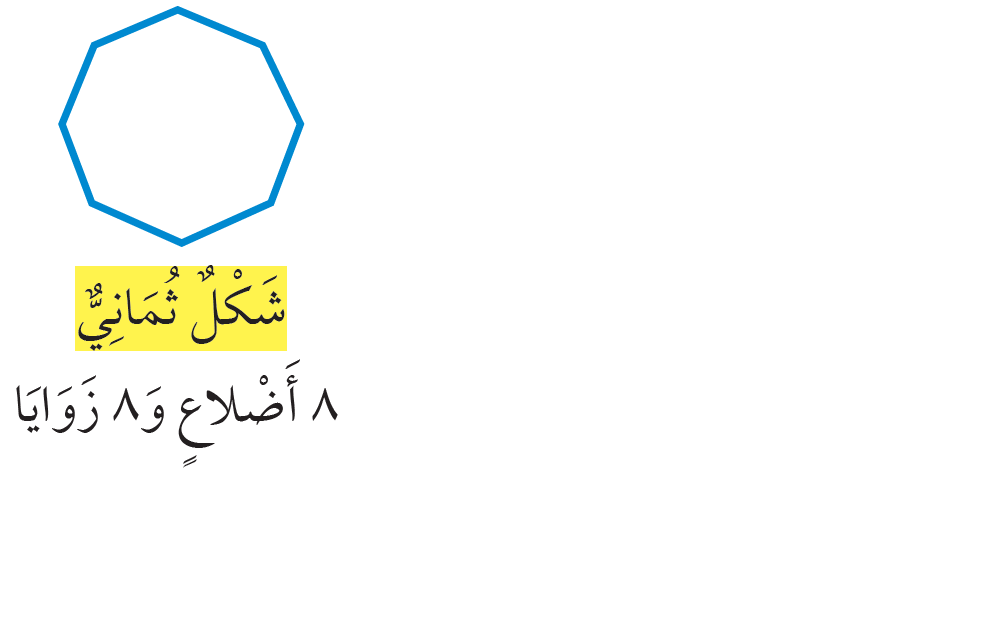 شَكْلٌ ثُمَانِيٌّ
٨ أَضْلاعٍ وَ٨ زَوَايَا